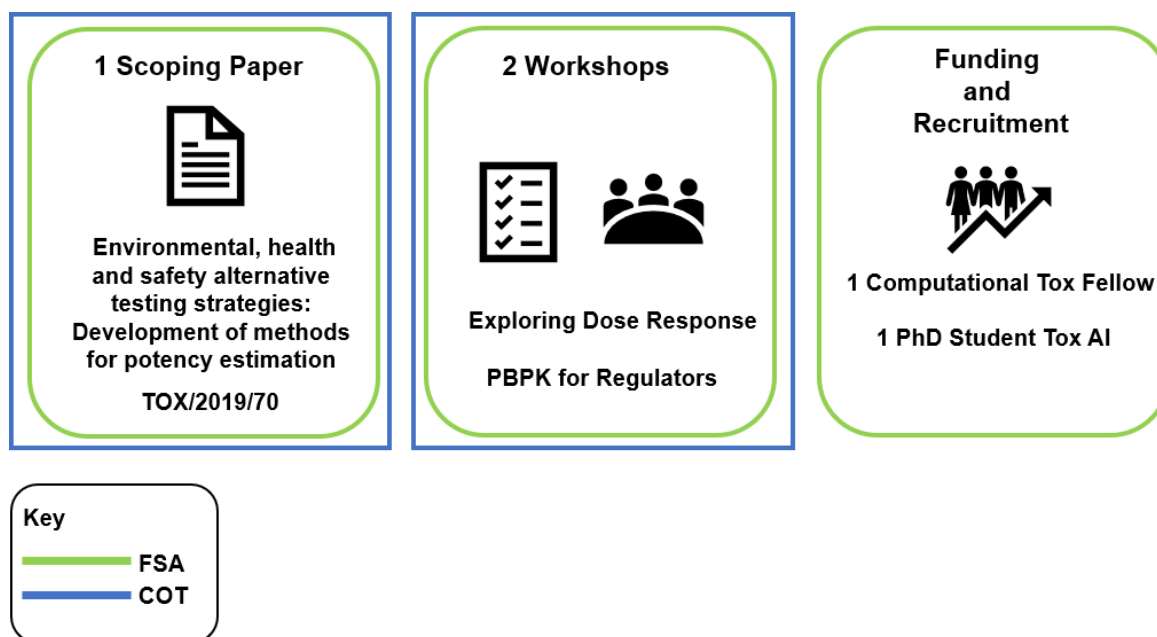 1 Scoping Paper
Environmental, health
and safety alternative
testing strategies:
Development of methods
for potency estimation
TOX/2019/70
2 Workshops
Exploring Dose Response
PBPK for Regulators
Funding
and
Recruitment
1 Computational Tox Fellow
1 PhD Student Tox AI
Key
FSA
COT